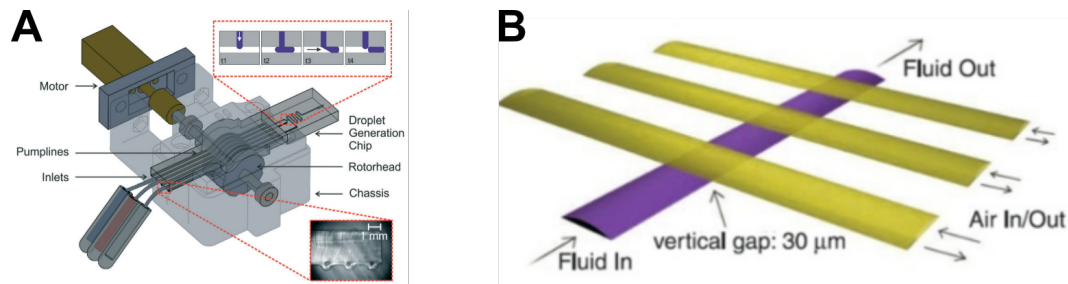 A
Motor
Pumplines
Inlets
t1 t2 t3 t4
Droplet
Generation
Chip
Rotorhead
Chassis
1 mm
B
Fluid Out
Air In/Out
vertical gap: 30 μm
Fluid In